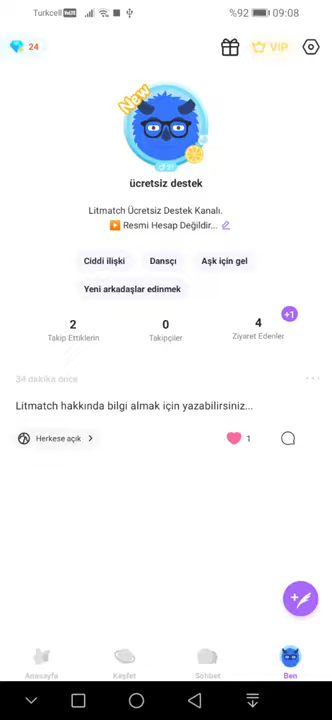 Turkcell VoLTE %92 09:08
24 VIP
New
ücretsiz destek
Litmatch Ücretsiz Destek Kanalı.
Resmi Hesap Değildir...
Ciddi ilişki Dansçı Aşk için gel
Yeni arkadaşlar edinmek
+1
2 0 4
Takip Ettiklerin Takipçiler Ziyaret Edenler
34 dakika önce
Litmatch hakkında bilgi almak için yazabilirsiniz...
Herkese açık 1
Anasayfa Keşfet Sohbet Ben